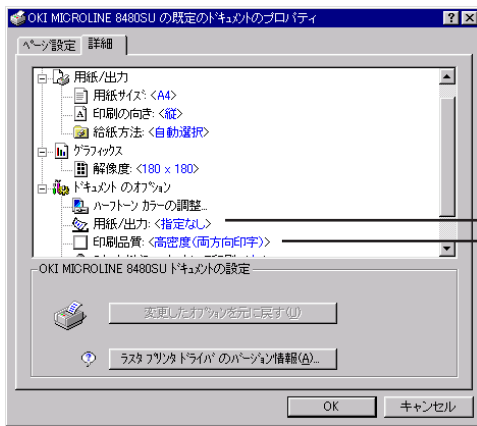 OKI MICROLINE 8480SU の既定のドキュメントのプロパティ
ページ設定 詳細
用紙/出力
用紙サイズ: <A4>
印刷の向き: <縦>
給紙方法: <自動選択>
グラフィックス
解像度: <180 x 180>
ドキュメント のオプション
ハーフトーン カラーの調整...
用紙/出力: <指定なし>
印刷品質: <高密度(両方向印字)>
OKI MICROLINE 8480SU ドキュメントの設定
変更したオプションを元に戻す(U)
ラスタ プリンタ ドライバ のバージョン情報(A)...
OK キャンセル